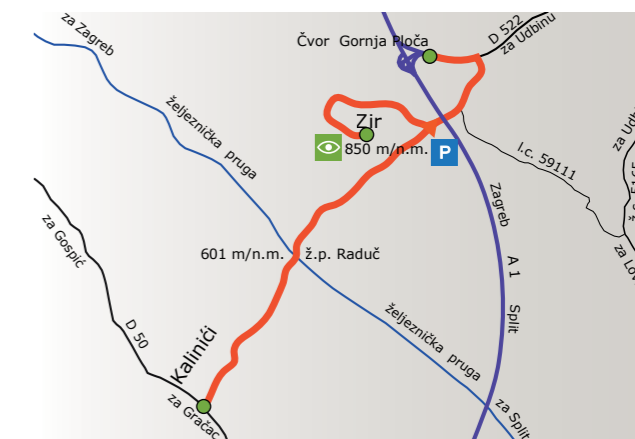 za Zagreb
Čvor Gornja Ploča
D 522
za Udbinu
željeznička pruga
Zir
850 m/n.m.
P
l.c. 59111
za Gospić
601 m/n.m.
ž.p. Raduč
Zagreb
A 1
Split
D 50
Kalinići
željeznička pruga
za Gračac
za Split